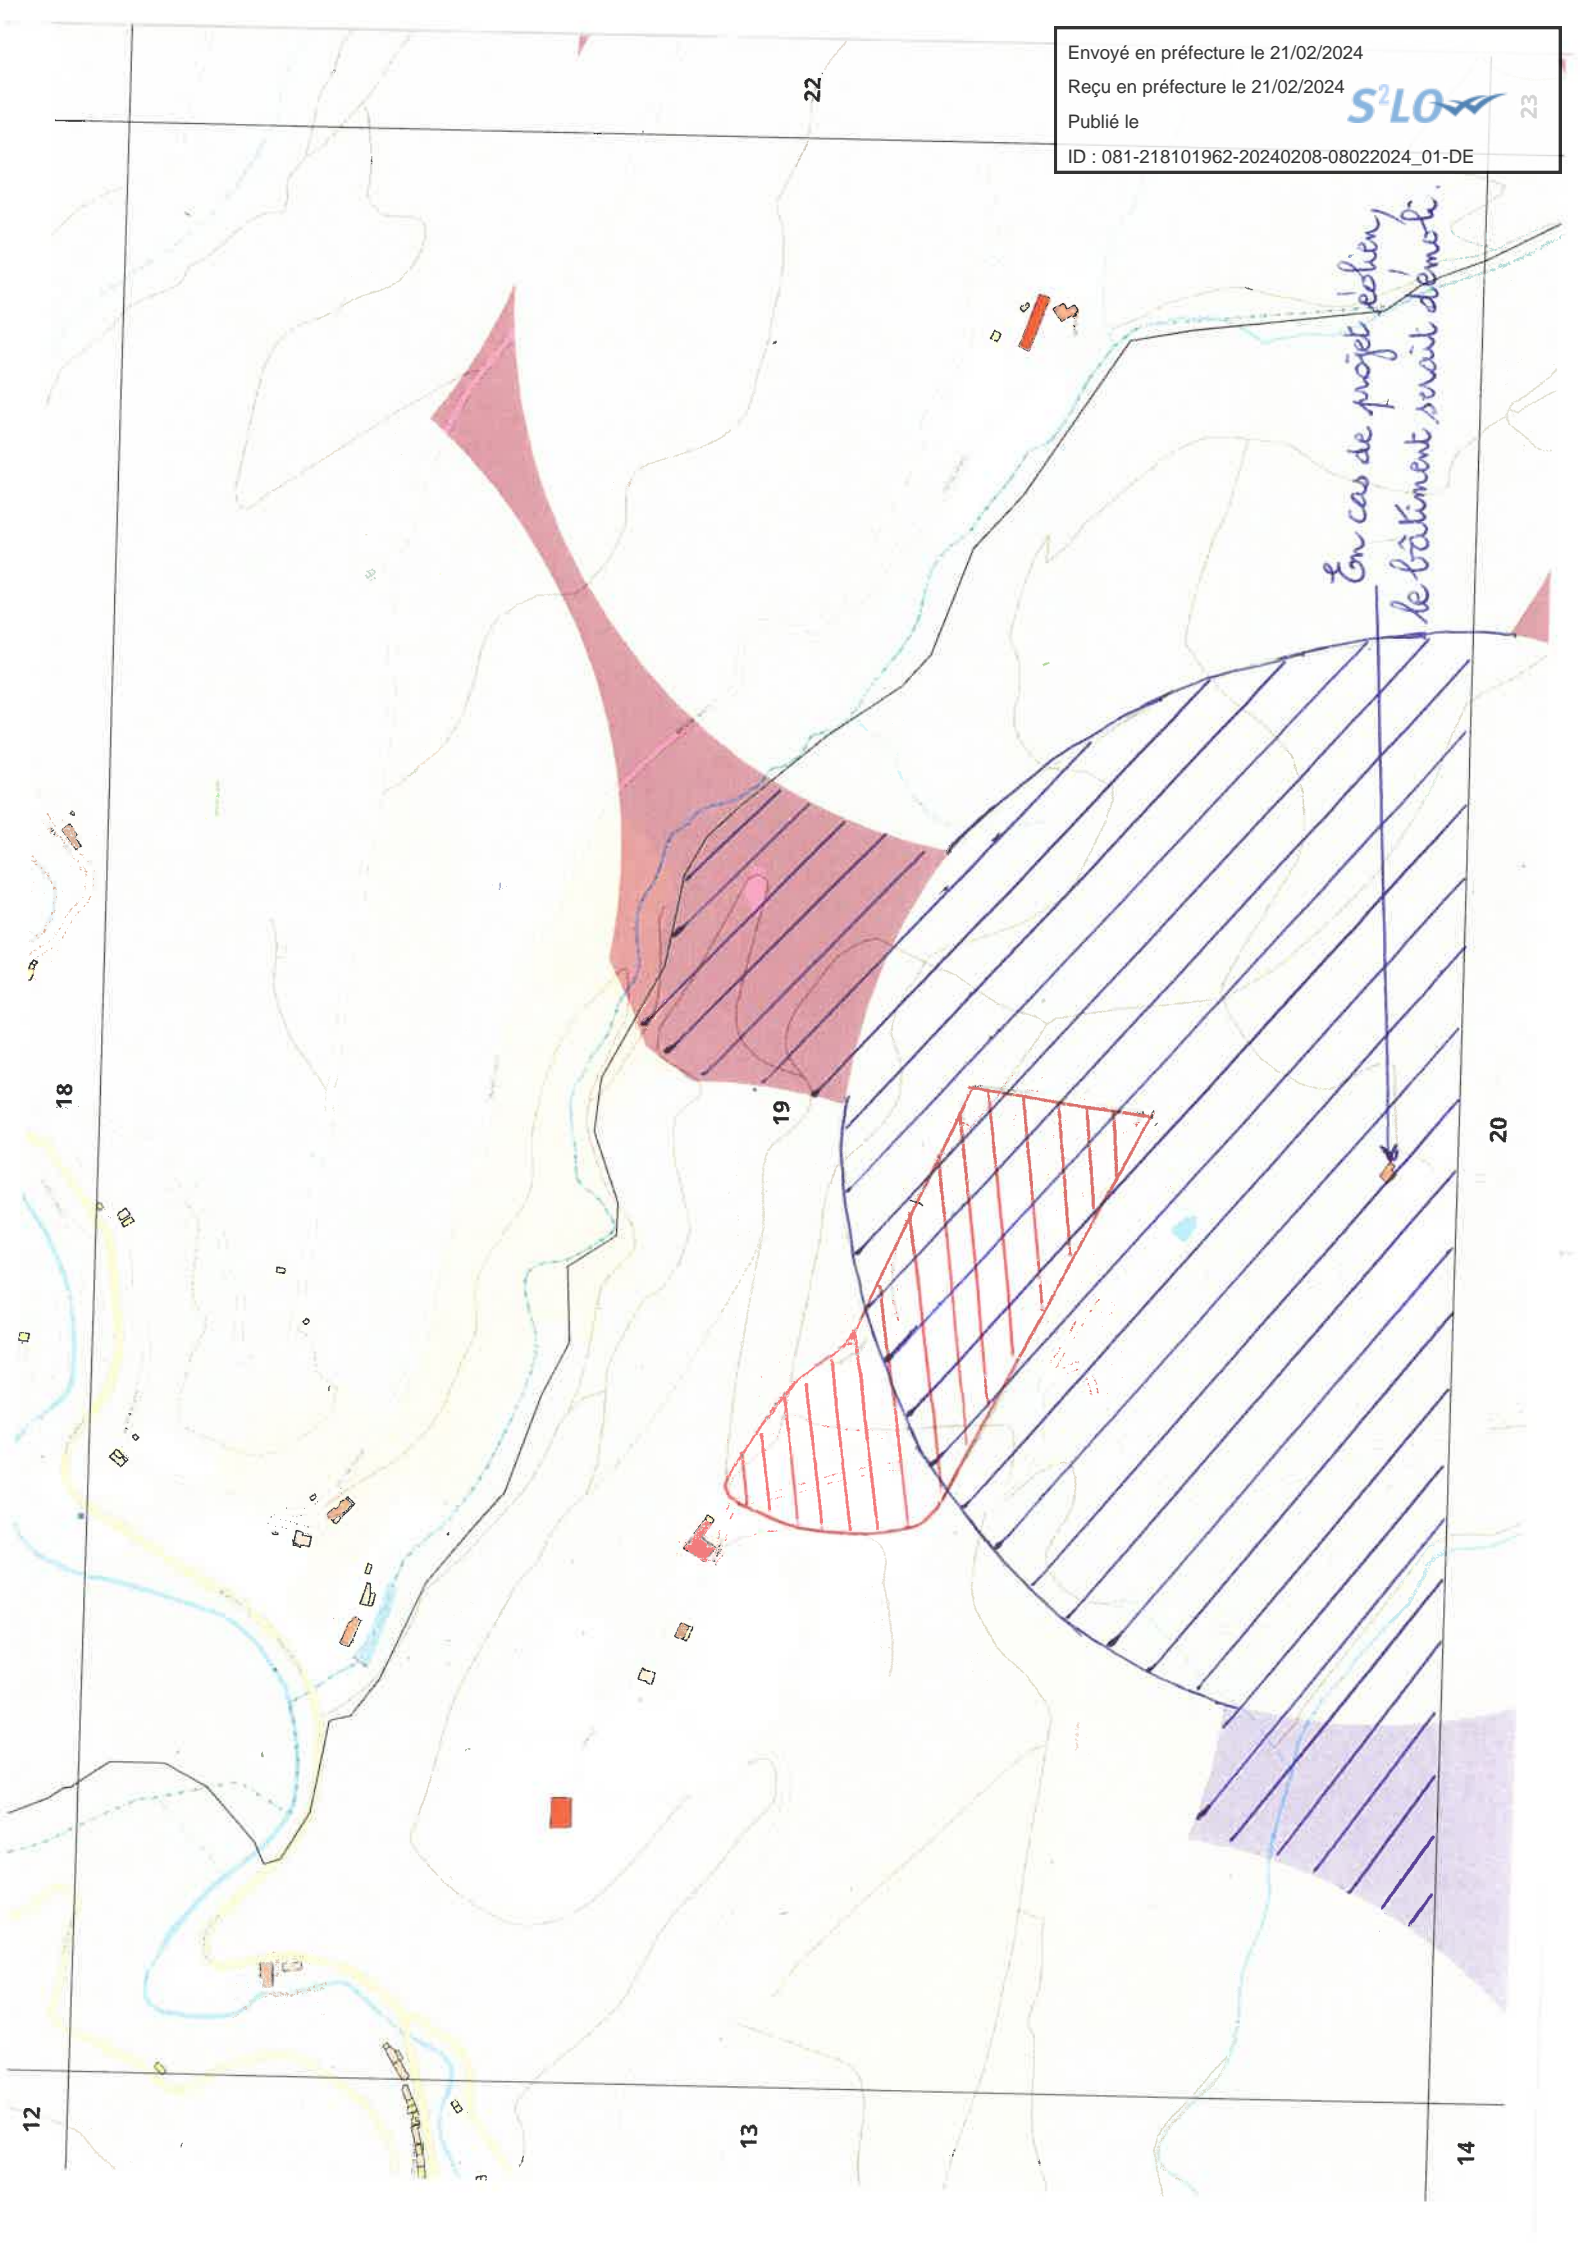 Envoyé en préfecture le 21/02/2024
Reçu en préfecture le 21/02/2024
Publié le
S²LOW
ID : 081-218101962-20240208-08022024_01-DE
23
22
En cas de projet éolien,
le bâtiment serait démoli.
18
19
20
12
13
14